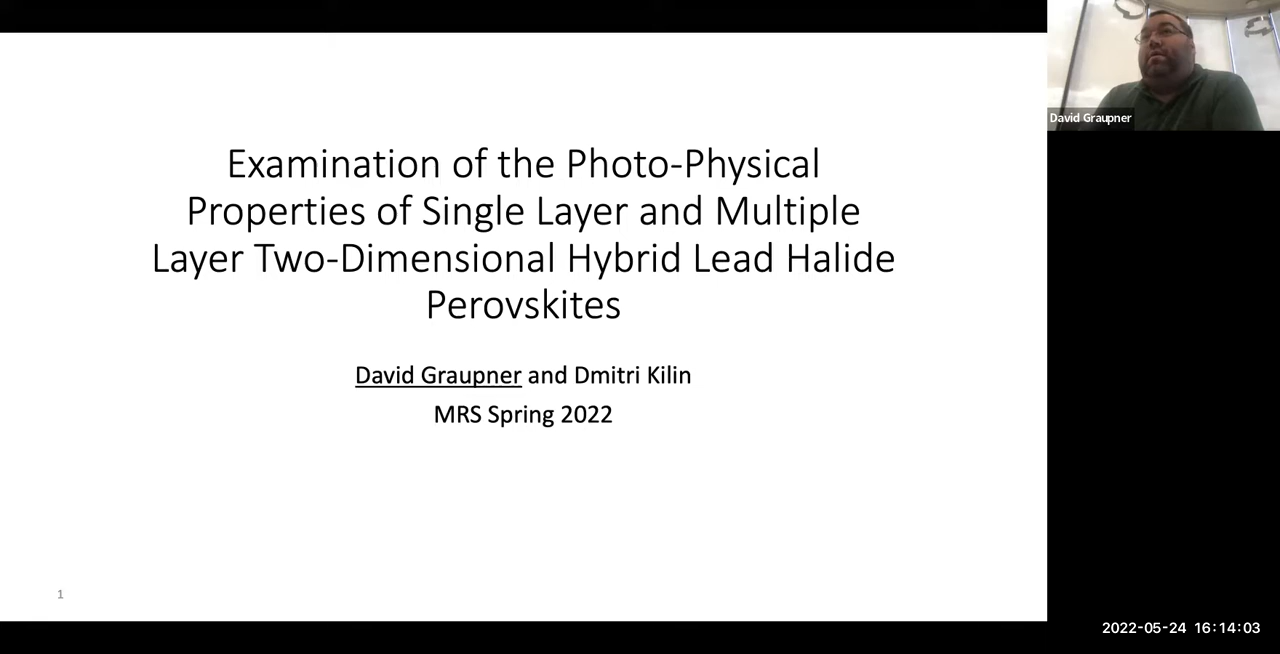 David Graupner
Examination of the Photo-Physical
Properties of Single Layer and Multiple
Layer Two-Dimensional Hybrid Lead Halide
Perovskites
David Graupner and Dmitri Kilin
MRS Spring 2022
1
2022-05-24 16:14:03